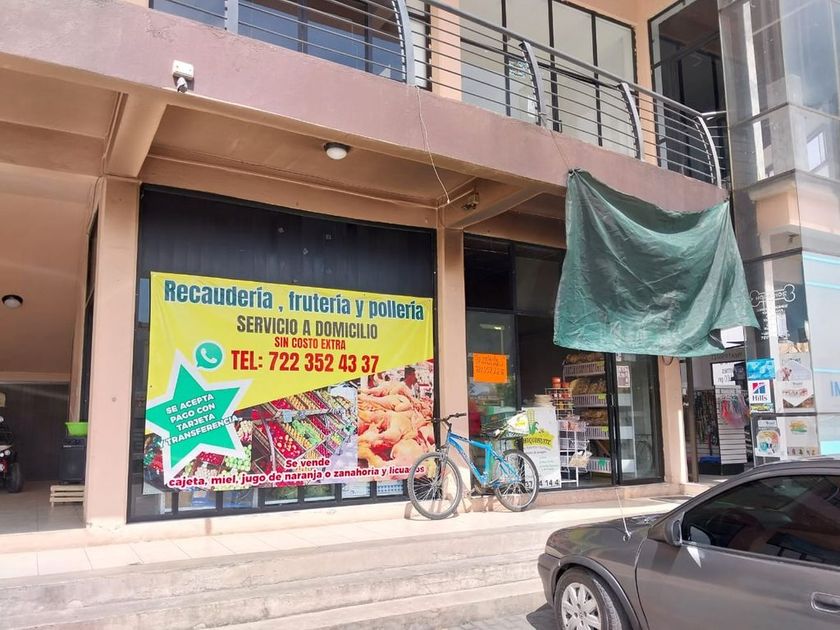 Recaudería , frutería y pollería
SERVICIO A DOMICILIO
SIN COSTO EXTRA
TEL: 722 352 43 37
SE ACEPTA
PAGO CON
TARJETA
TRANSFERENCIA
Se vende
cajeta, miel, jugo de naranja o zanahoria y licuados
Hill's